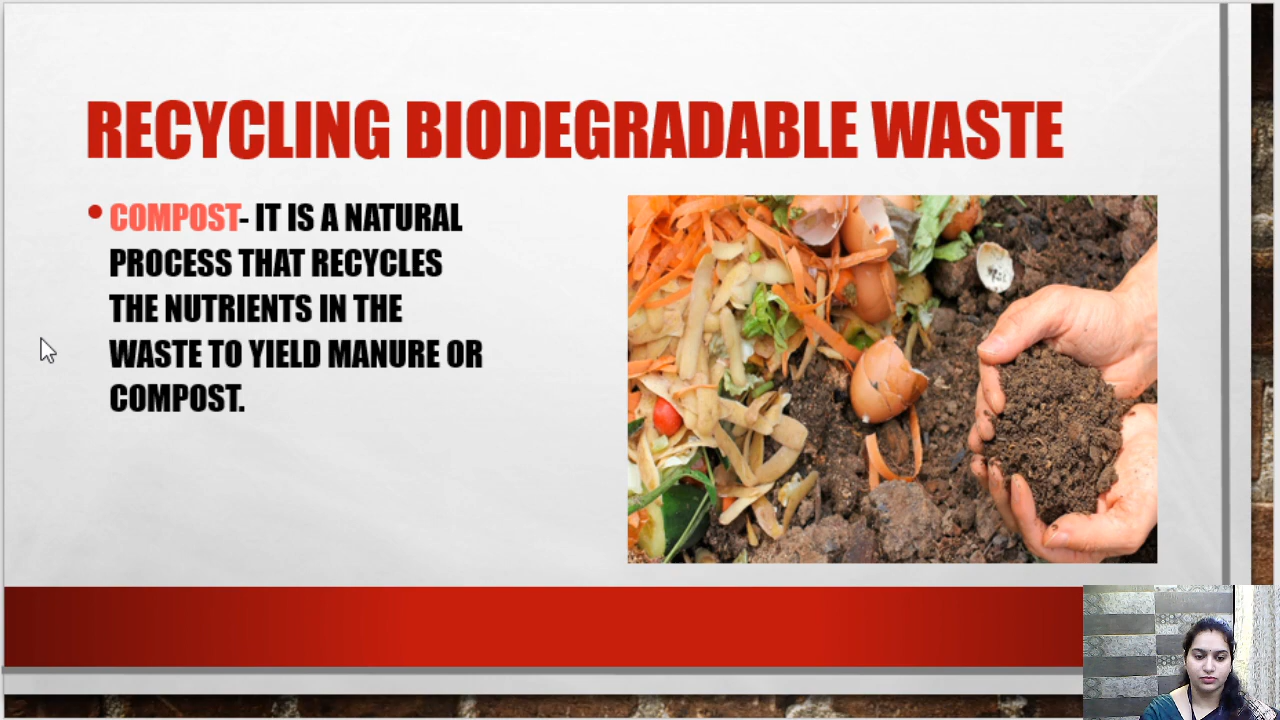 RECYCLING BIODEGRADABLE WASTE
• COMPOST- IT IS A NATURAL
PROCESS THAT RECYCLES
THE NUTRIENTS IN THE
WASTE TO YIELD MANURE OR
COMPOST.